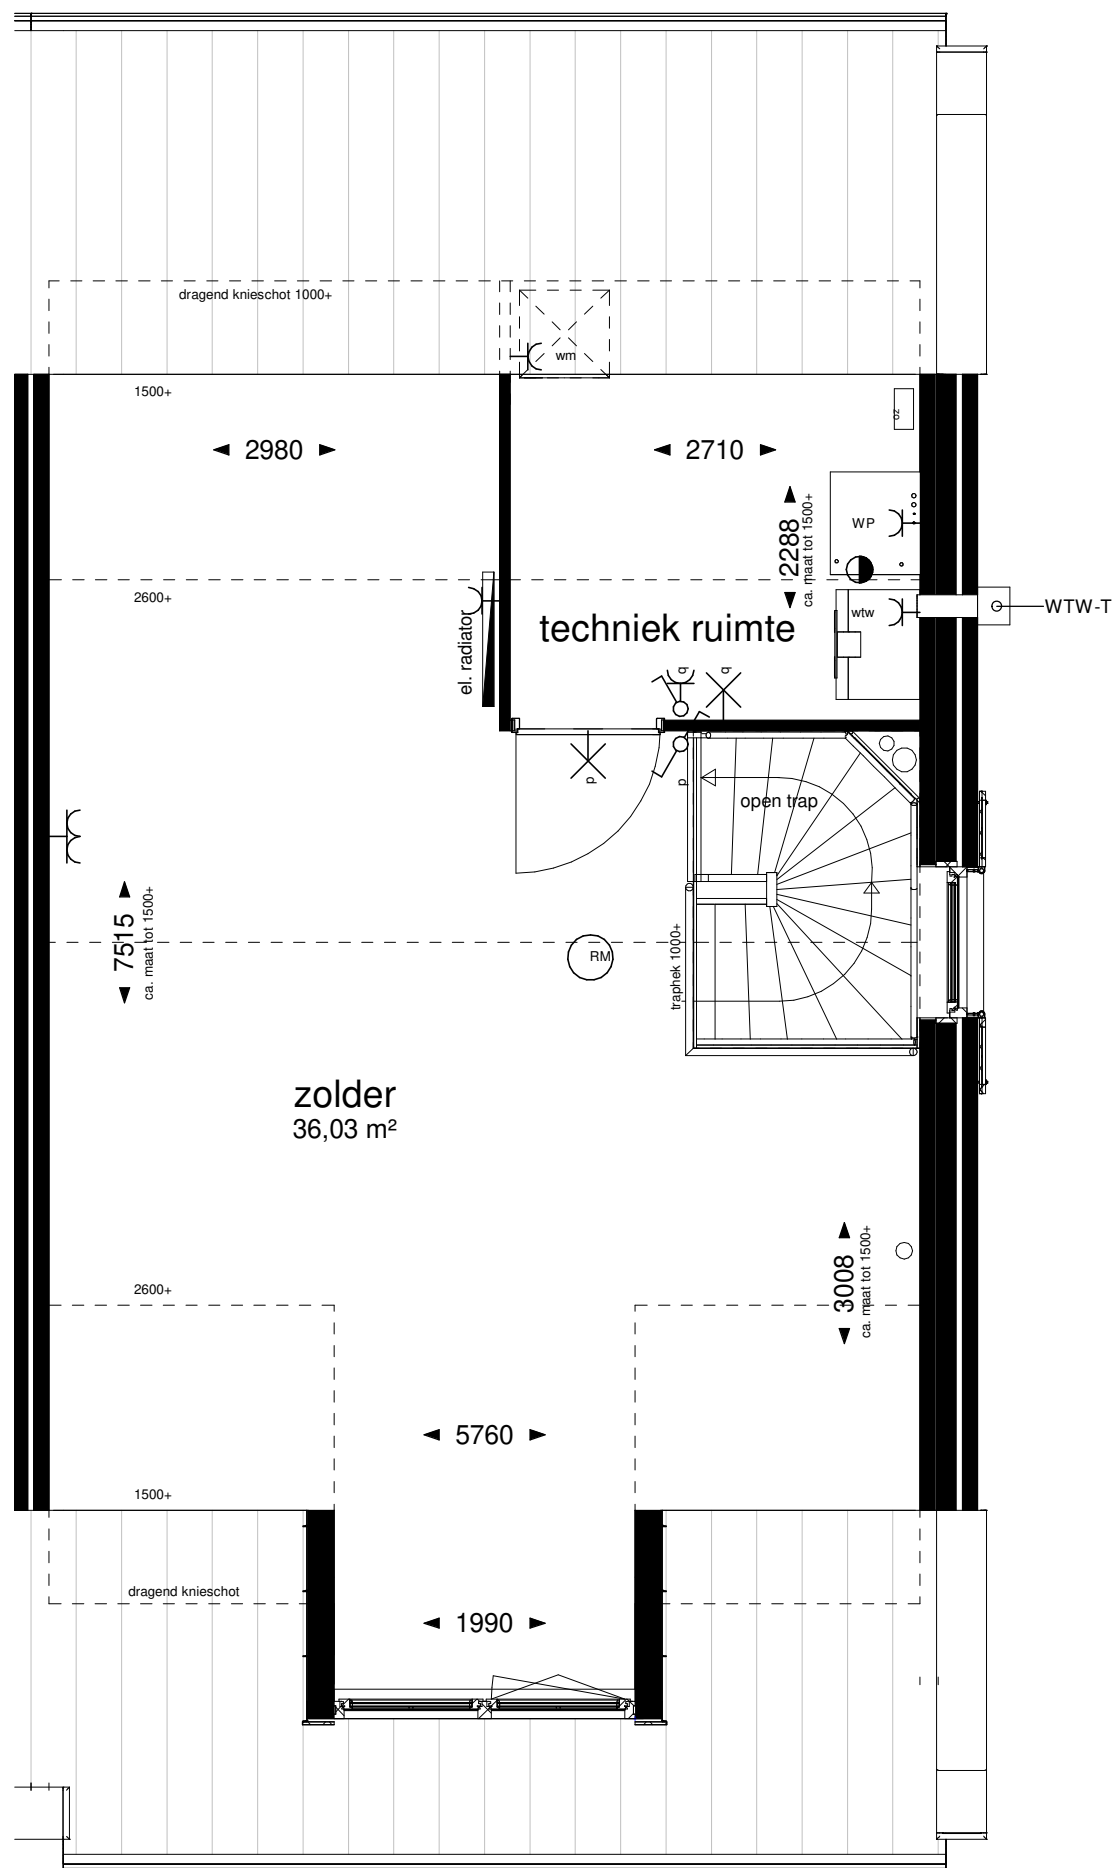 dragend knieschot 1000+
wm
1500+
zo
2980
2710
2288
ca. maat tot 1500+
WP
2600+
wtw
WTW-T
techniek ruimte
el. radiator
q
q
p
p
open trap
7515
ca. maat tot 1500+
traphek 1000+
RM
zolder
36,03 m²
3008
ca. maat tot 1500+
2600+
5760
1500+
dragend knieschot
1990